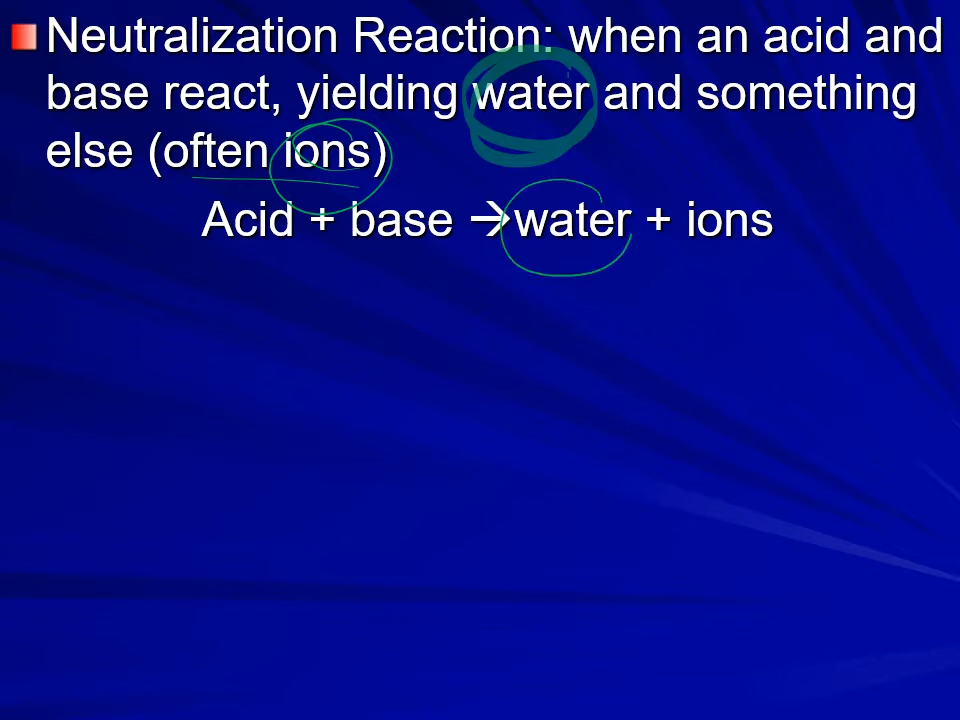 Neutralization Reaction: when an acid and
base react, yielding water and something
else (often ions)
Acid + base →water + ions